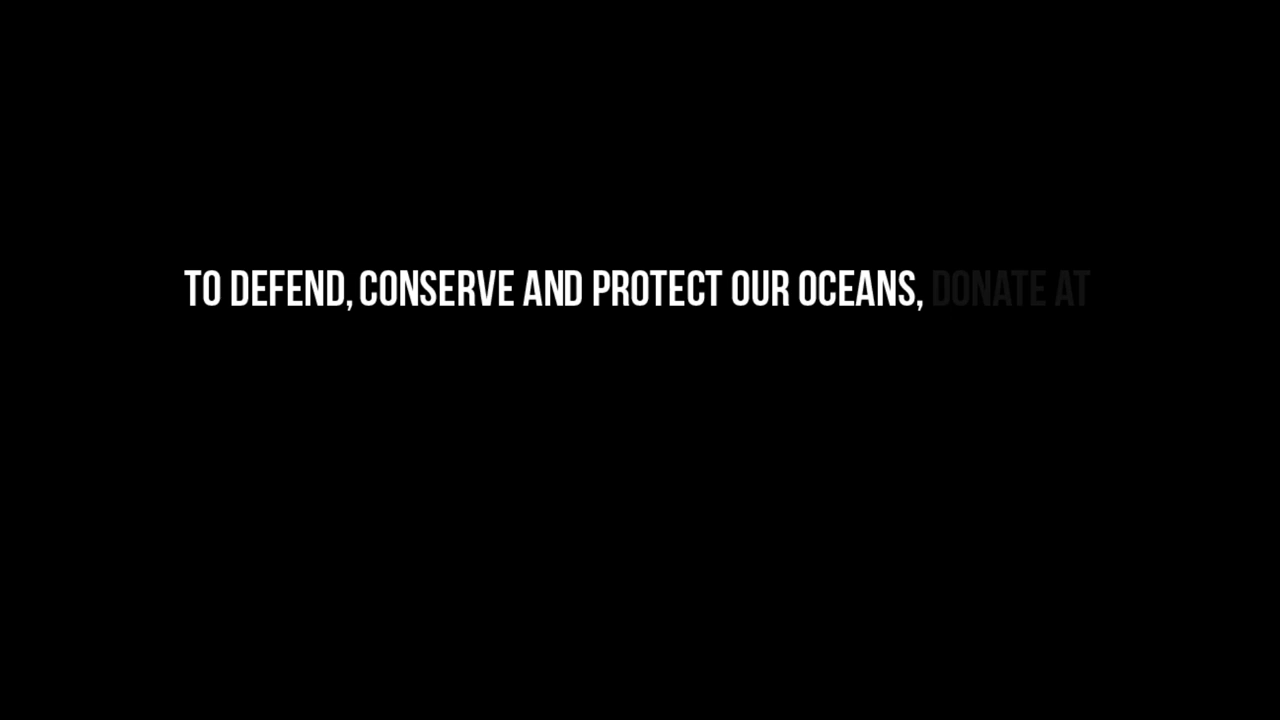 TO DEFEND, CONSERVE AND PROTECT OUR OCEANS, DONATE AT